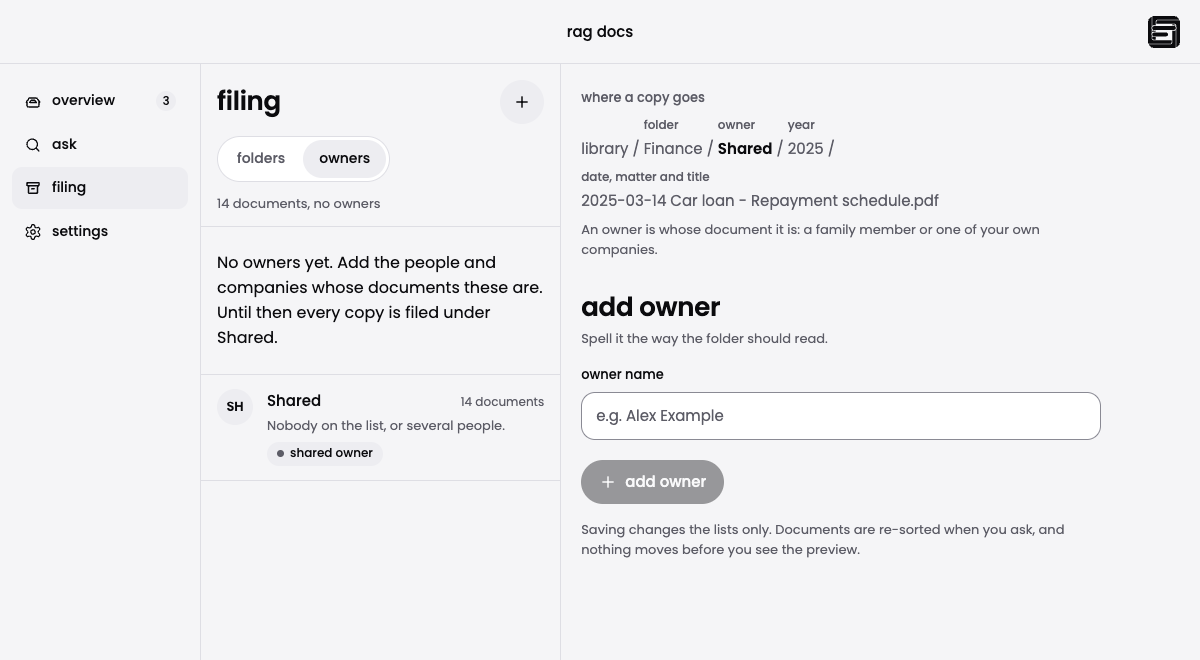 rag docs
overview 3
ask
filing
settings
filing
folders owners
14 documents, no owners
No owners yet. Add the people and
companies whose documents these are.
Until then every copy is filed under
Shared.
SH Shared 14 documents
Nobody on the list, or several people.
shared owner
where a copy goes
folder owner year
library / Finance / Shared / 2025 /
date, matter and title
2025-03-14 Car loan - Repayment schedule.pdf
An owner is whose document it is: a family member or one of your own
companies.
add owner
Spell it the way the folder should read.
owner name
e.g. Alex Example
+ add owner
Saving changes the lists only. Documents are re-sorted when you ask, and
nothing moves before you see the preview.